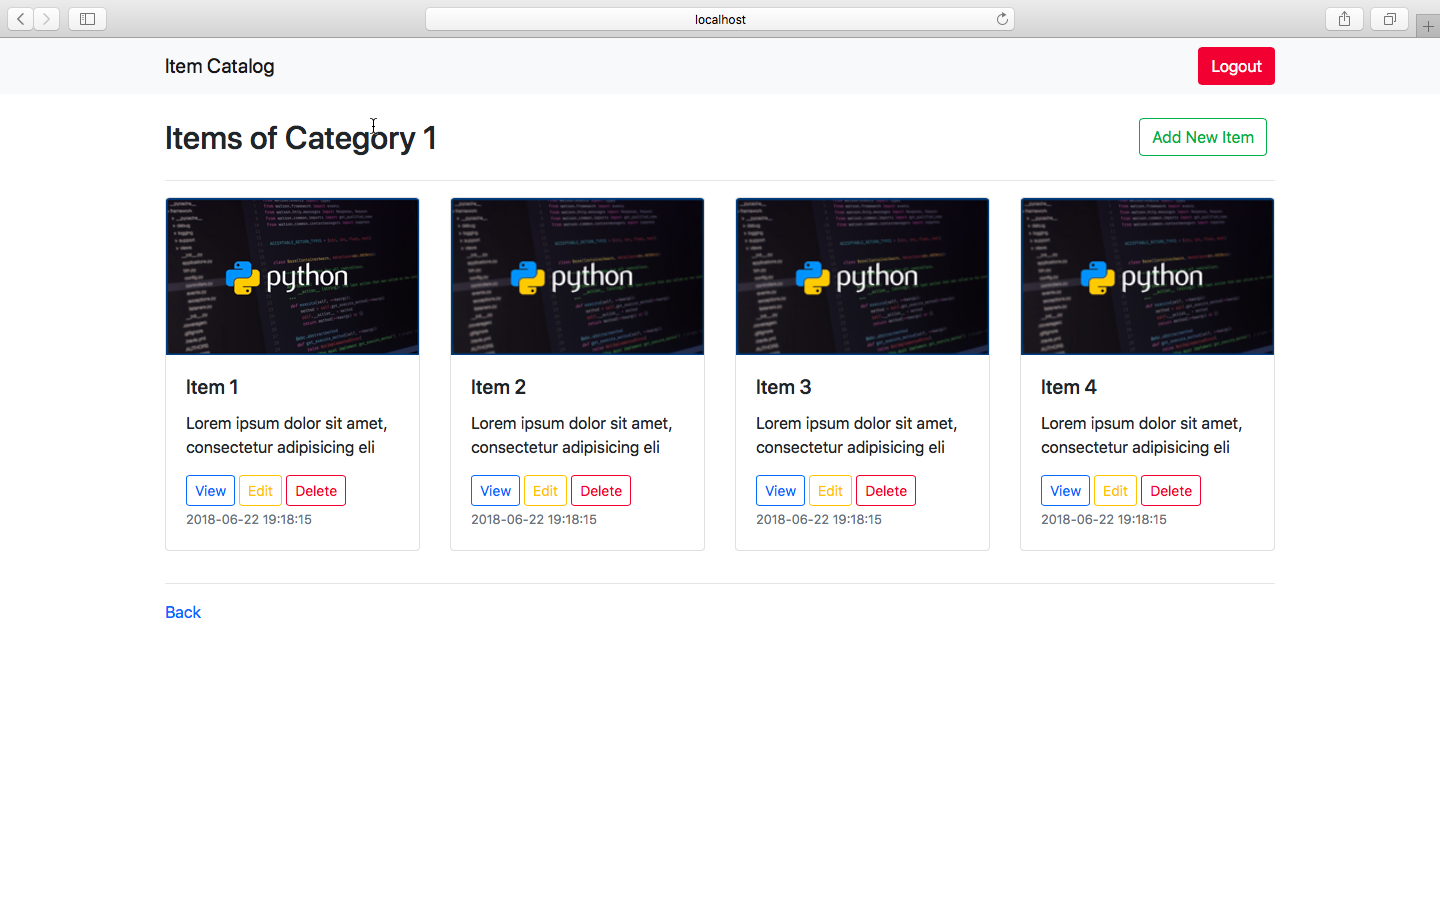 localhost
Item Catalog
Logout
Items of Category 1
Add New Item
python
python
python
python
Item 1
Lorem ipsum dolor sit amet,
consectetur adipisicing eli
View Edit Delete
2018-06-22 19:18:15
Item 2
Lorem ipsum dolor sit amet,
consectetur adipisicing eli
View Edit Delete
2018-06-22 19:18:15
Item 3
Lorem ipsum dolor sit amet,
consectetur adipisicing eli
View Edit Delete
2018-06-22 19:18:15
Item 4
Lorem ipsum dolor sit amet,
consectetur adipisicing eli
View Edit Delete
2018-06-22 19:18:15
Back